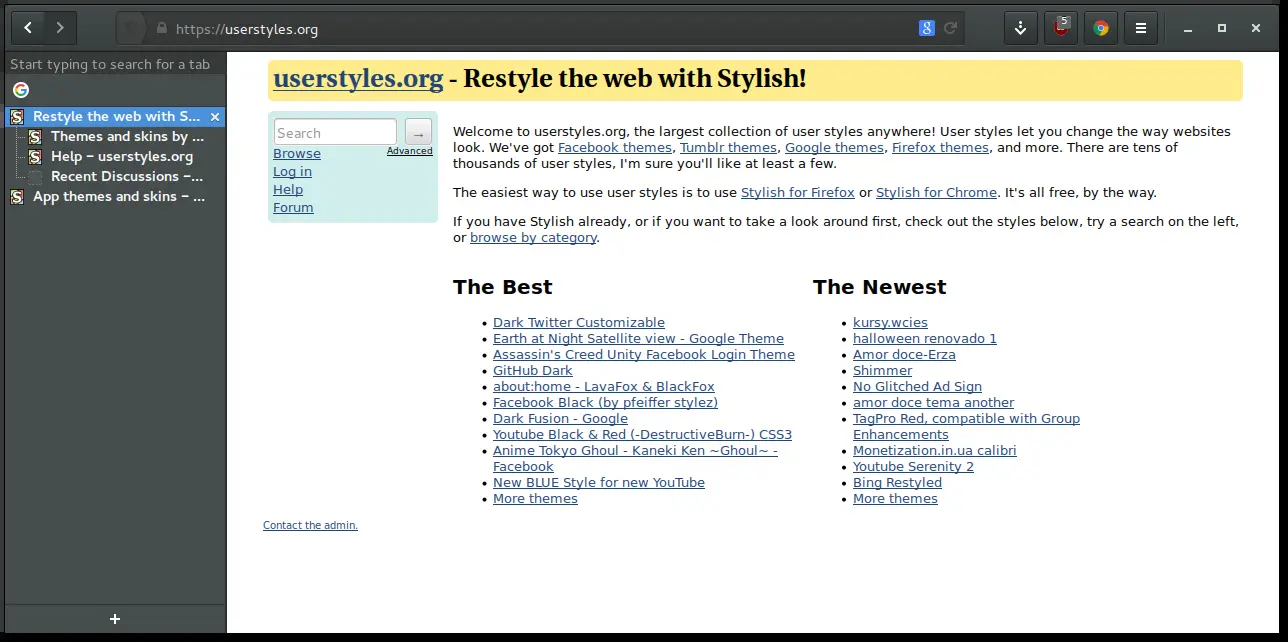 https://userstyles.org
5
Start typing to search for a tab
Restyle the web with S...
Themes and skins by ...
Help – userstyles.org
Recent Discussions –...
App themes and skins – ...
userstyles.org - Restyle the web with Stylish!
Search
→
Advanced
Browse
Log in
Help
Forum
Welcome to userstyles.org, the largest collection of user styles anywhere! User styles let you change the way websites
look. We've got Facebook themes, Tumblr themes, Google themes, Firefox themes, and more. There are tens of
thousands of user styles, I'm sure you'll like at least a few.
The easiest way to use user styles is to use Stylish for Firefox or Stylish for Chrome. It's all free, by the way.
If you have Stylish already, or if you want to take a look around first, check out the styles below, try a search on the left,
or browse by category.
The Best
Dark Twitter Customizable
Earth at Night Satellite view - Google Theme
Assassin's Creed Unity Facebook Login Theme
GitHub Dark
about:home - LavaFox & BlackFox
Facebook Black (by pfeiffer stylez)
Dark Fusion - Google
Youtube Black & Red (-DestructiveBurn-) CSS3
Anime Tokyo Ghoul - Kaneki Ken ~Ghoul~ -
Facebook
New BLUE Style for new YouTube
More themes
The Newest
kursy.wcies
halloween renovado 1
Amor doce-Erza
Shimmer
No Glitched Ad Sign
amor doce tema another
TagPro Red, compatible with Group
Enhancements
Monetization.in.ua calibri
Youtube Serenity 2
Bing Restyled
More themes
Contact the admin.